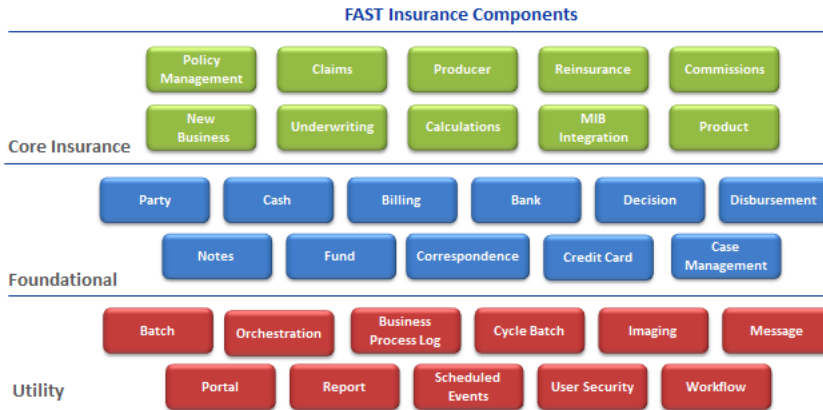 FAST Insurance Components
Policy
Management
Claims
Producer
Reinsurance
Commissions
New
Business
Underwriting
Calculations
MIB
Integration
Product
Core Insurance
Party
Cash
Billing
Bank
Decision
Disbursement
Notes
Fund
Correspondence
Credit Card
Case
Management
Foundational
Batch
Orchestration
Business
Process Log
Cycle Batch
Imaging
Message
Portal
Report
Scheduled
Events
User Security
Workflow
Utility